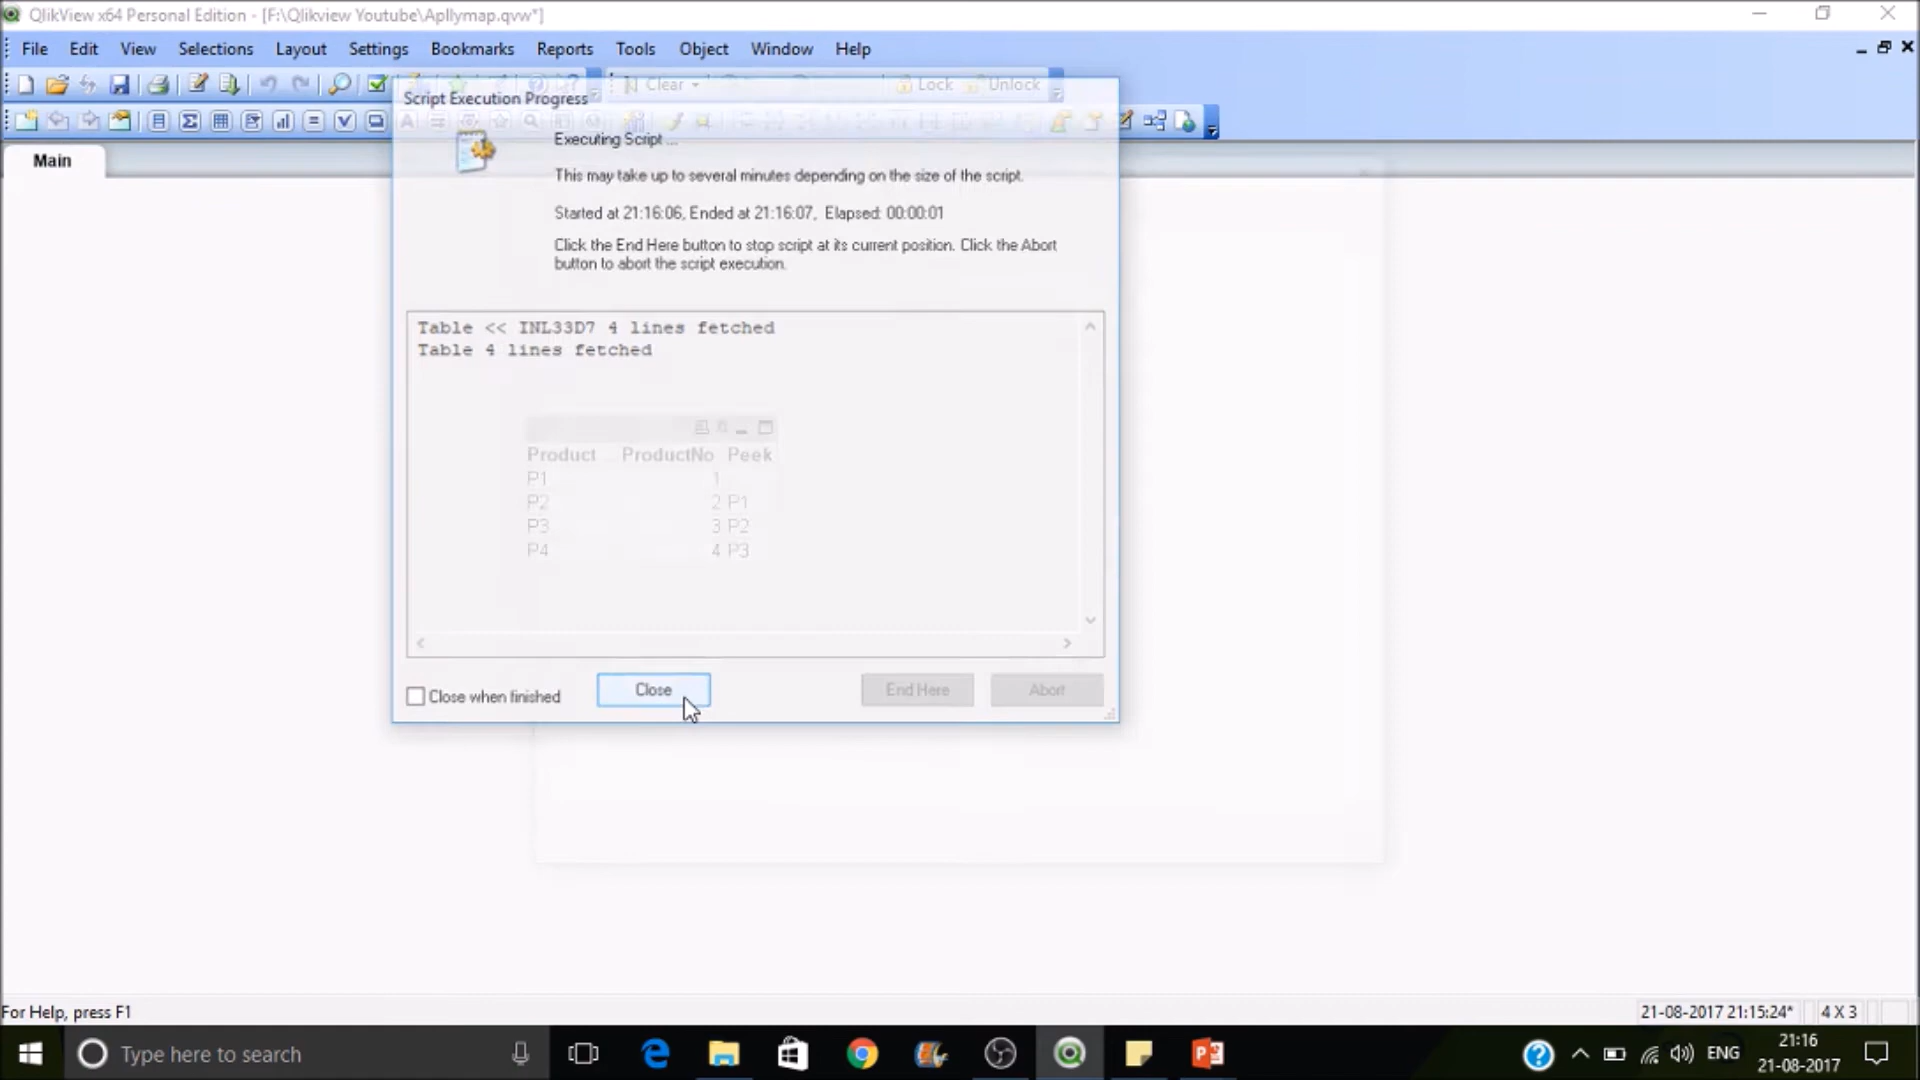 QlikView x64 Personal Edition - [F:\Qlikview Youtube\Apllymap.qvw*]
File Edit View Selections Layout Settings Bookmarks Reports Tools Object Window Help
Clear Lock Unlock
Script Execution Progress
Main
Executing Script ...
This may take up to several minutes depending on the size of the script.
Started at 21:16:06, Ended at 21:16:07, Elapsed: 00:00:01
Click the End Here button to stop script at its current position. Click the Abort
button to abort the script execution.
Table << INL33D7 4 lines fetched
Table 4 lines fetched
Product ProductNo Peek
P1 1
P2 2 P1
P3 3 P2
P4 4 P3
Close when finished Close End Here Abort
For Help, press F1 21-08-2017 21:15:24* 4 X 3
Type here to search ENG 21:16
21-08-2017